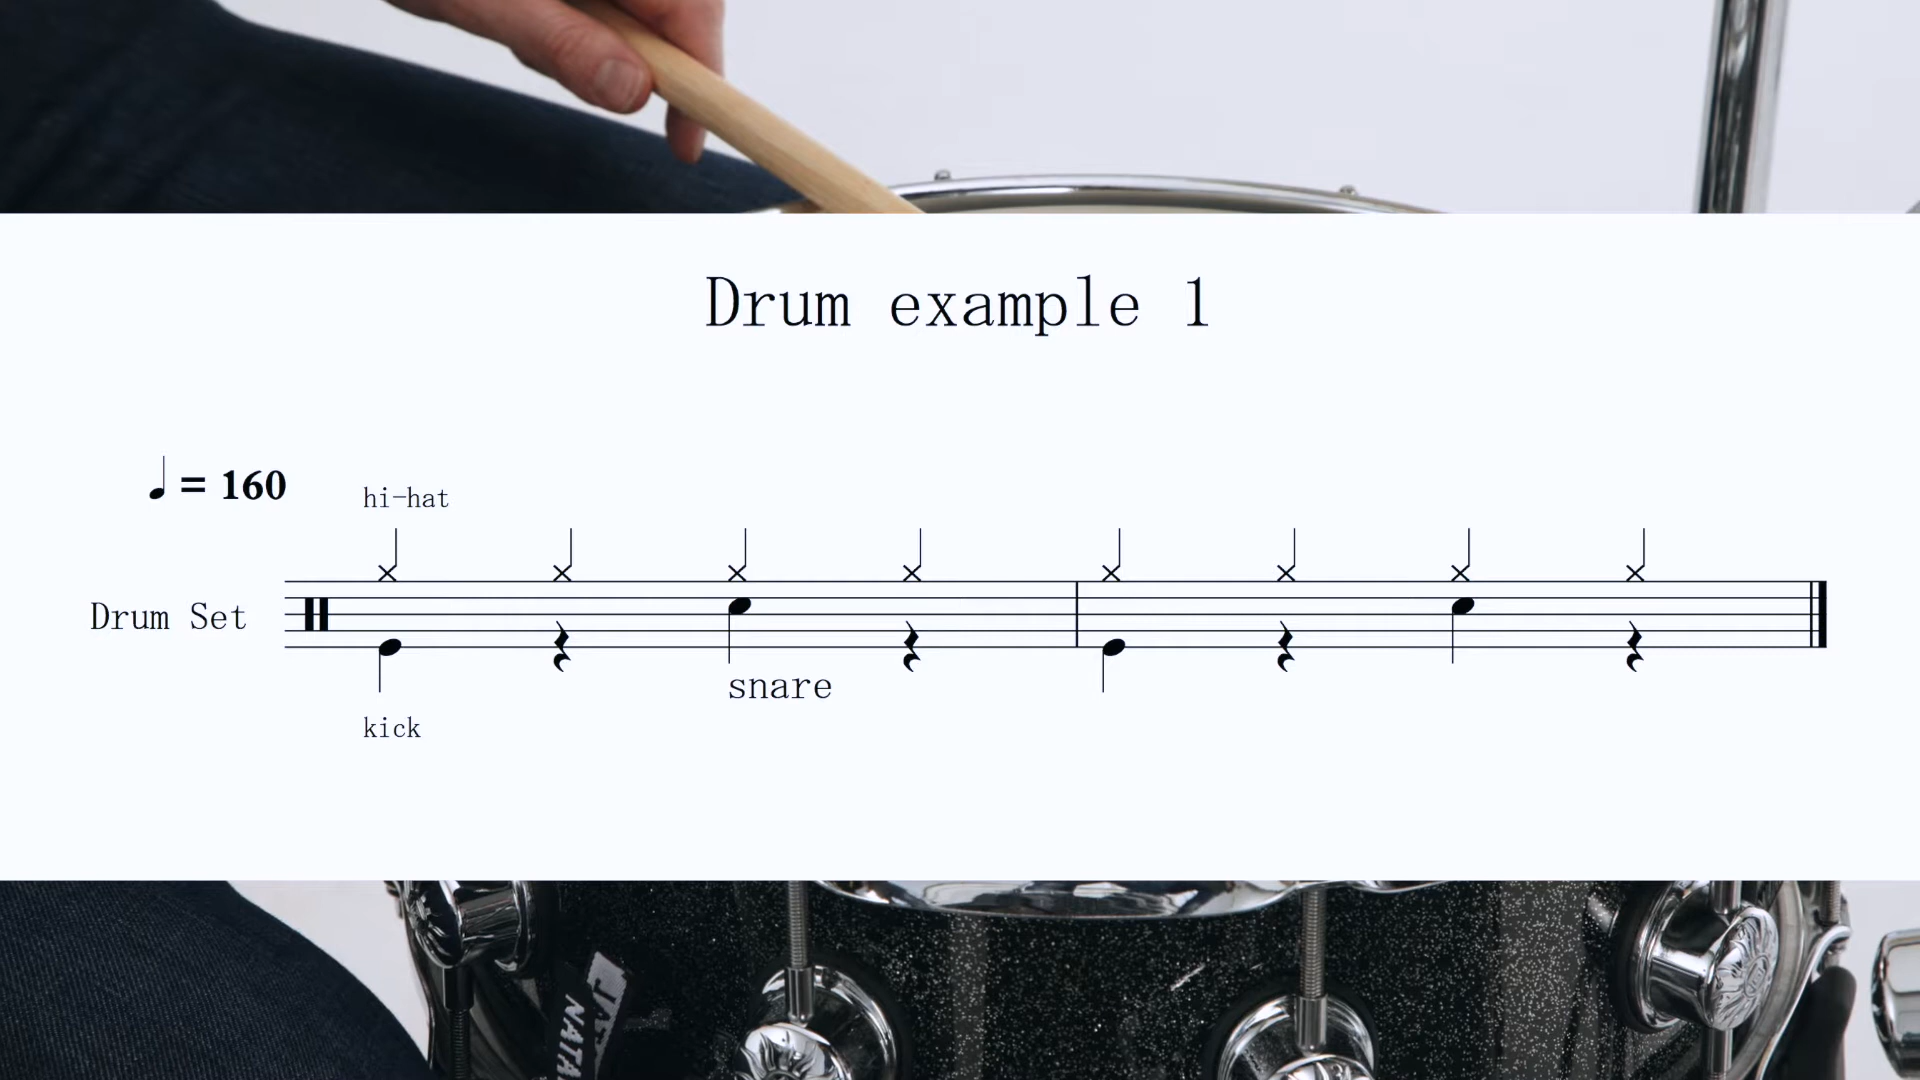 Drum example 1
♩ = 160
hi-hat
Drum Set
snare
kick